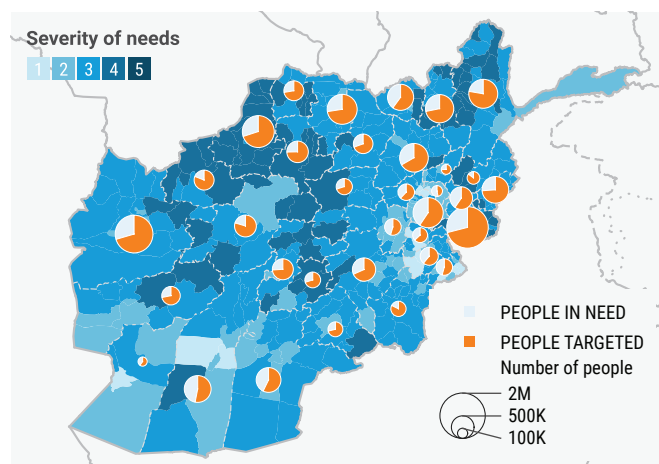 Severity of needs
1 2 3 4 5
PEOPLE IN NEED
PEOPLE TARGETED
Number of people
2M
500K
100K